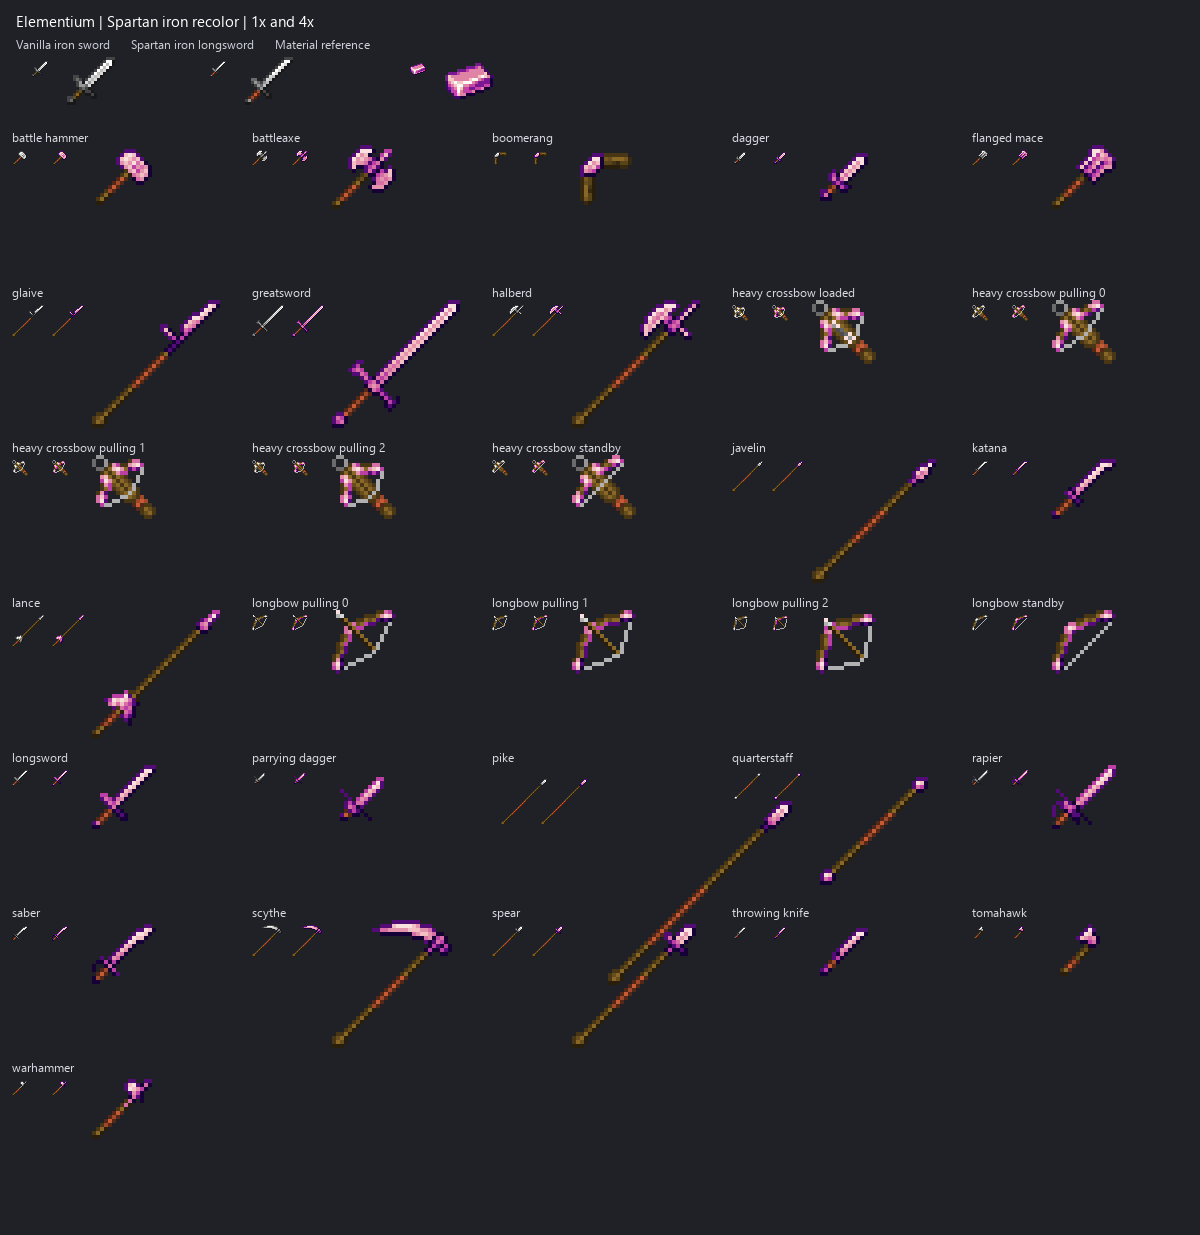 Elementium | Spartan iron recolor | 1x and 4x
Vanilla iron sword Spartan iron longsword Material reference
battle hammer battleaxe boomerang dagger flanged mace
glaive greatsword halberd heavy crossbow loaded heavy crossbow pulling 0
heavy crossbow pulling 1 heavy crossbow pulling 2 heavy crossbow standby javelin katana
lance longbow pulling 0 longbow pulling 1 longbow pulling 2 longbow standby
longsword parrying dagger pike quarterstaff rapier
saber scythe spear throwing knife tomahawk
warhammer